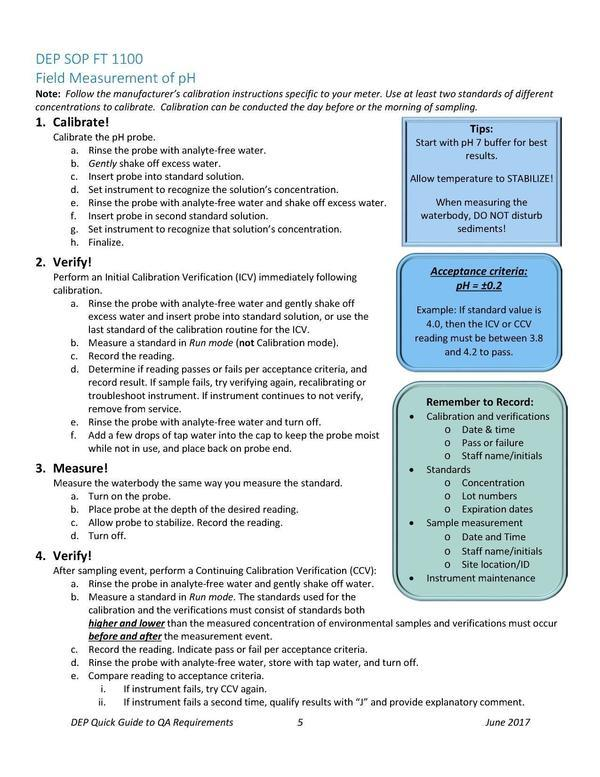 DEP SOP FT 1100
Field Measurement of pH
Note: Follow the manufacturer's calibration instructions specific to your meter. Use at least two standards of different
concentrations to calibrate. Calibration can be conducted the day before or the morning of sampling.
1. Calibrate!
Calibrate the pH probe.
a. Rinse the probe with analyte-free water.
b. Gently shake off excess water.
c. Insert probe into standard solution.
d. Set instrument to recognize the solution's concentration.
e. Rinse the probe with analyte-free water and shake off excess water.
f. Insert probe in second standard solution.
g. Set instrument to recognize that solution's concentration.
h. Finalize.
Tips:
Start with pH 7 buffer for best
results.
Allow temperature to STABILIZE!
When measuring the
waterbody, DO NOT disturb
sediments!
2. Verify!
Perform an Initial Calibration Verification (ICV) immediately following
calibration.
a. Rinse the probe with analyte-free water and gently shake off
excess water and insert probe into standard solution, or use the
last standard of the calibration routine for the ICV.
b. Measure a standard in Run mode (not Calibration mode).
c. Record the reading.
d. Determine if reading passes or fails per acceptance criteria, and
record result. If sample fails, try verifying again, recalibrating or
troubleshoot instrument. If instrument continues to not verify,
remove from service.
e. Rinse the probe with analyte-free water and turn off.
f. Add a few drops of tap water into the cap to keep the probe moist
while not in use, and place back on probe end.
Acceptance criteria:
pH = ±0.2
Example: If standard value is
4.0, then the ICV or CCV
reading must be between 3.8
and 4.2 to pass.
3. Measure!
Measure the waterbody the same way you measure the standard.
a. Turn on the probe.
b. Place probe at the depth of the desired reading.
c. Allow probe to stabilize. Record the reading.
d. Turn off.
Remember to Record:
• Calibration and verifications
o Date & time
o Pass or failure
o Staff name/initials
• Standards
o Concentration
o Lot numbers
o Expiration dates
• Sample measurement
o Date and Time
o Staff name/initials
o Site location/ID
• Instrument maintenance
4. Verify!
After sampling event, perform a Continuing Calibration Verification (CCV):
a. Rinse the probe in analyte-free water and gently shake off water.
b. Measure a standard in Run mode. The standards used for the
calibration and the verifications must consist of standards both
higher and lower than the measured concentration of environmental samples and verifications must occur
before and after the measurement event.
c. Record the reading. Indicate pass or fail per acceptance criteria.
d. Rinse the probe with analyte-free water, store with tap water, and turn off.
e. Compare reading to acceptance criteria.
i. If instrument fails, try CCV again.
ii. If instrument fails a second time, qualify results with "J" and provide explanatory comment.
DEP Quick Guide to QA Requirements 5 June 2017